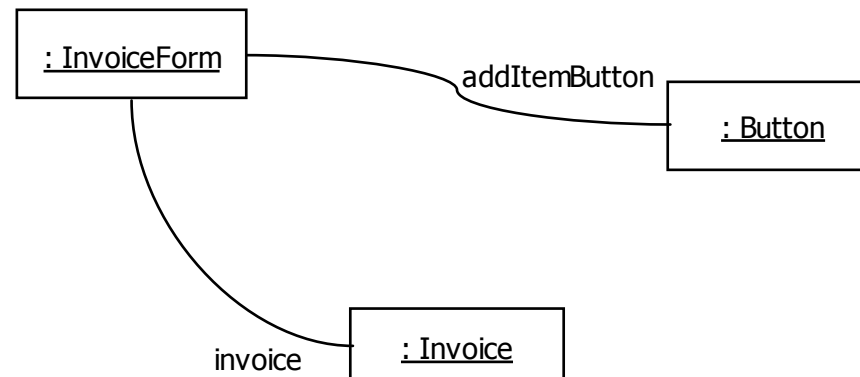 : InvoiceForm
addItemButton
: Button
invoice
: Invoice